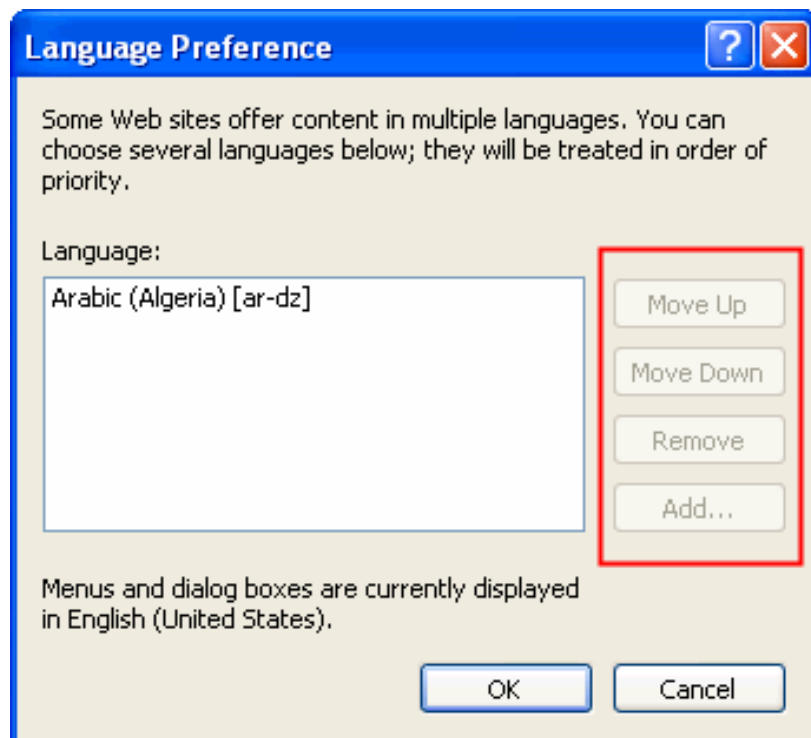 Language Preference
Some Web sites offer content in multiple languages. You can
choose several languages below; they will be treated in order of
priority.
Language:
Arabic (Algeria) [ar-dz]
Move Up
Move Down
Remove
Add...
Menus and dialog boxes are currently displayed
in English (United States).
OK
Cancel